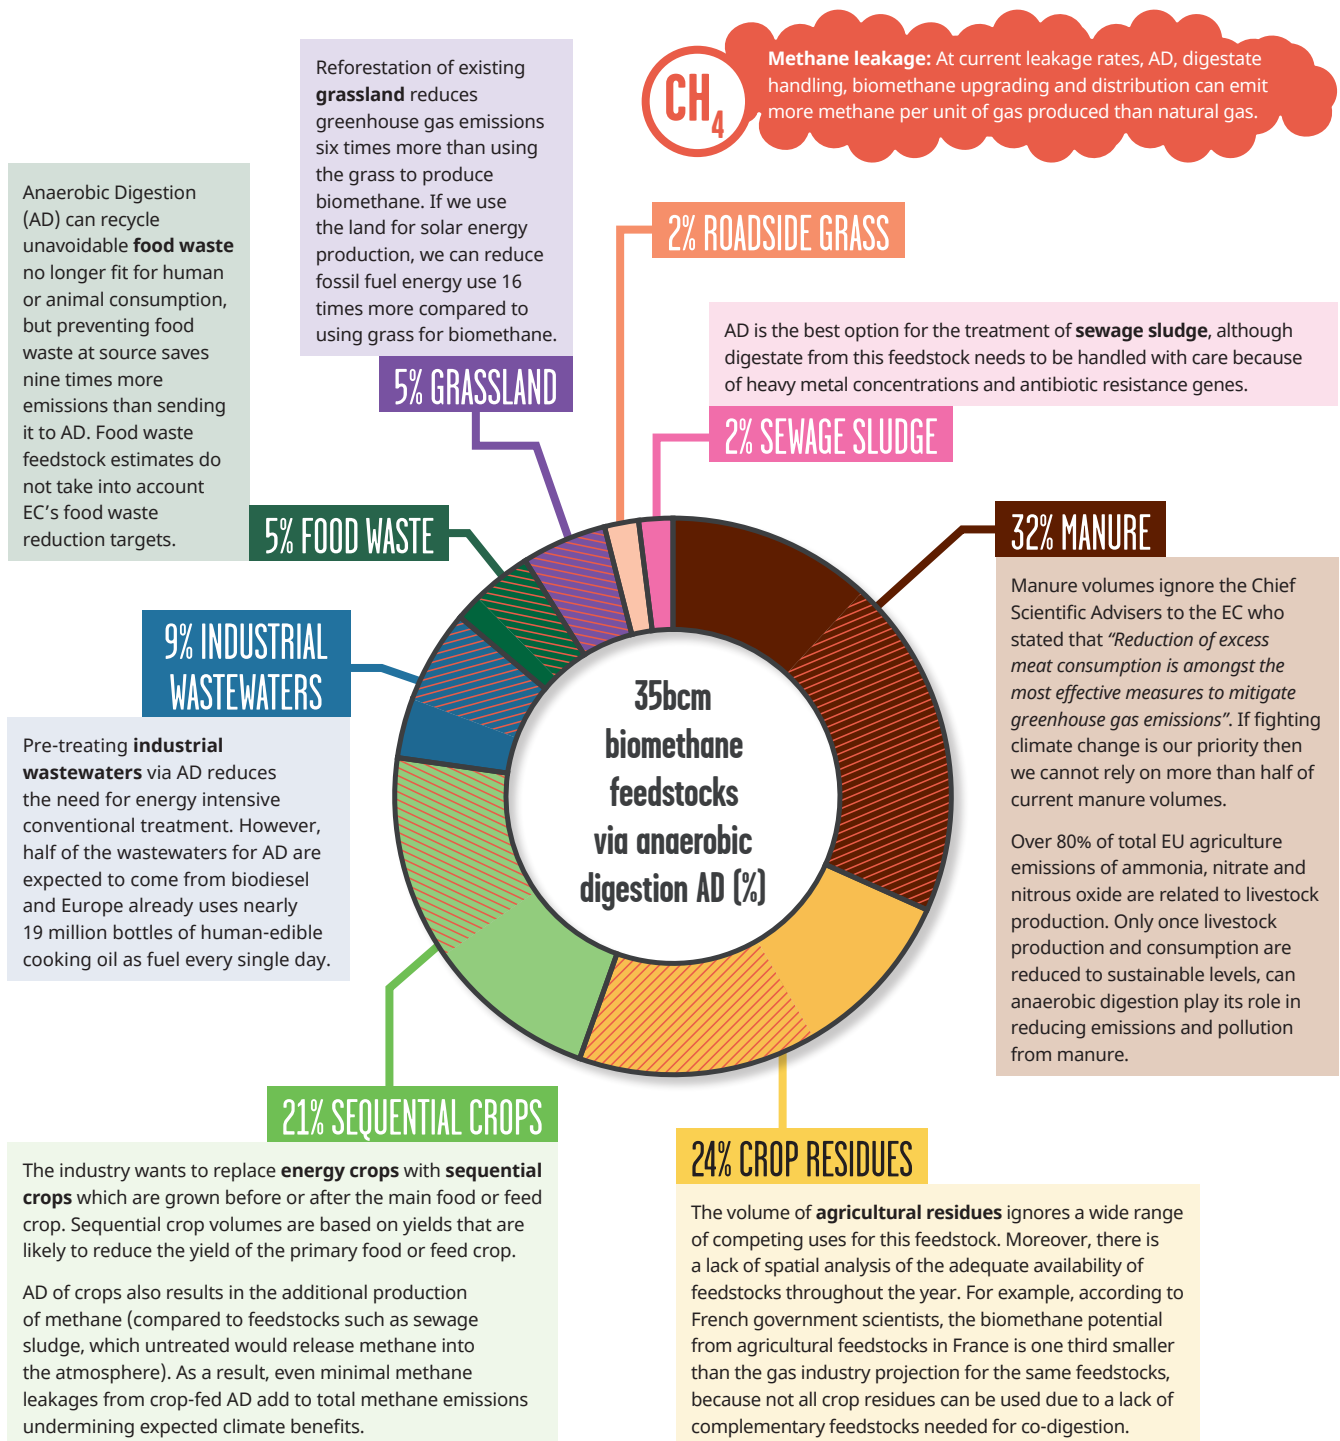 Methane leakage: At current leakage rates, AD, digestate
handling, biomethane upgrading and distribution can emit
more methane per unit of gas produced than natural gas.
CH4
Reforestation of existing
grassland reduces
greenhouse gas emissions
six times more than using
the grass to produce
biomethane. If we use
the land for solar energy
production, we can reduce
fossil fuel energy use 16
times more compared to
using grass for biomethane.
5% GRASSLAND
Anaerobic Digestion
(AD) can recycle
unavoidable food waste
no longer fit for human
or animal consumption,
but preventing food
waste at source saves
nine times more
emissions than sending
it to AD. Food waste
feedstock estimates do
not take into account
EC's food waste
reduction targets.
5% FOOD WASTE
2% ROADSIDE GRASS
AD is the best option for the treatment of sewage sludge, although
digestate from this feedstock needs to be handled with care because
of heavy metal concentrations and antibiotic resistance genes.
2% SEWAGE SLUDGE
32% MANURE
Manure volumes ignore the Chief
Scientific Advisers to the EC who
stated that “Reduction of excess
meat consumption is amongst the
most effective measures to mitigate
greenhouse gas emissions”. If fighting
climate change is our priority then
we cannot rely on more than half of
current manure volumes.
Over 80% of total EU agriculture
emissions of ammonia, nitrate and
nitrous oxide are related to livestock
production. Only once livestock
production and consumption are
reduced to sustainable levels, can
anaerobic digestion play its role in
reducing emissions and pollution
from manure.
9% INDUSTRIAL
WASTEWATERS
Pre-treating industrial
wastewaters via AD reduces
the need for energy intensive
conventional treatment. However,
half of the wastewaters for AD are
expected to come from biodiesel
and Europe already uses nearly
19 million bottles of human-edible
cooking oil as fuel every single day.
35bcm
biomethane
feedstocks
via anaerobic
digestion AD (%)
21% SEQUENTIAL CROPS
The industry wants to replace energy crops with sequential
crops which are grown before or after the main food or feed
crop. Sequential crop volumes are based on yields that are
likely to reduce the yield of the primary food or feed crop.
AD of crops also results in the additional production
of methane (compared to feedstocks such as sewage
sludge, which untreated would release methane into
the atmosphere). As a result, even minimal methane
leakages from crop-fed AD add to total methane emissions
undermining expected climate benefits.
24% CROP RESIDUES
The volume of agricultural residues ignores a wide range
of competing uses for this feedstock. Moreover, there is
a lack of spatial analysis of the adequate availability of
feedstocks throughout the year. For example, according to
French government scientists, the biomethane potential
from agricultural feedstocks in France is one third smaller
than the gas industry projection for the same feedstocks,
because not all crop residues can be used due to a lack of
complementary feedstocks needed for co-digestion.